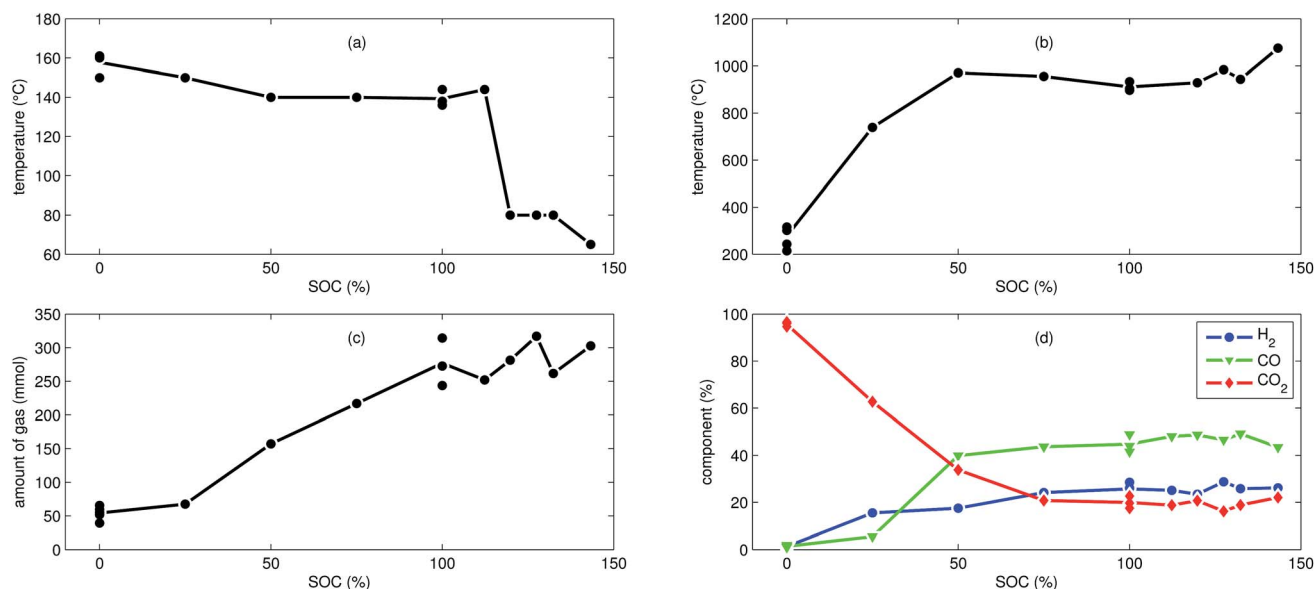 (a)
temperature (°C)
180
160
140
120
100
80
60
0
50
100
150
SOC (%)
(b)
temperature (°C)
1200
1000
800
600
400
200
0
50
100
150
SOC (%)
(c)
amount of gas (mmol)
350
300
250
200
150
100
50
0
0
50
100
150
SOC (%)
(d)
component (%)
100
80
60
40
20
0
0
50
100
150
SOC (%)
H2
CO
CO2